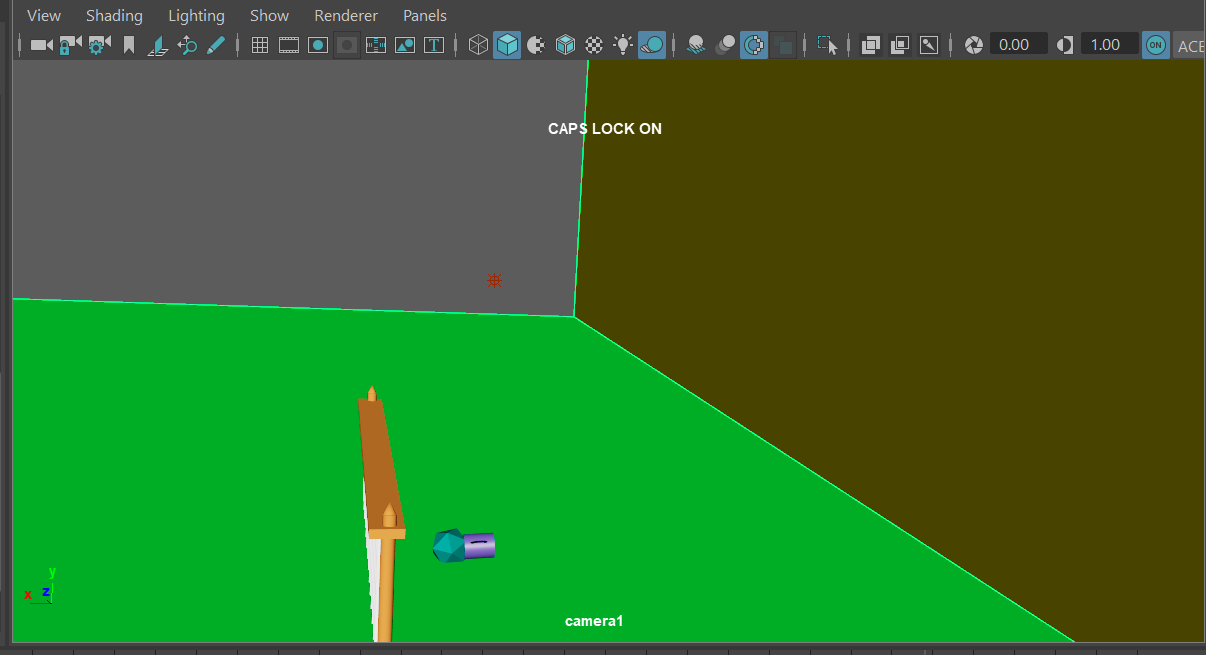 View Shading Lighting Show Renderer Panels
T 0.00 1.00 ON ACE
CAPS LOCK ON
y
x z
camera1